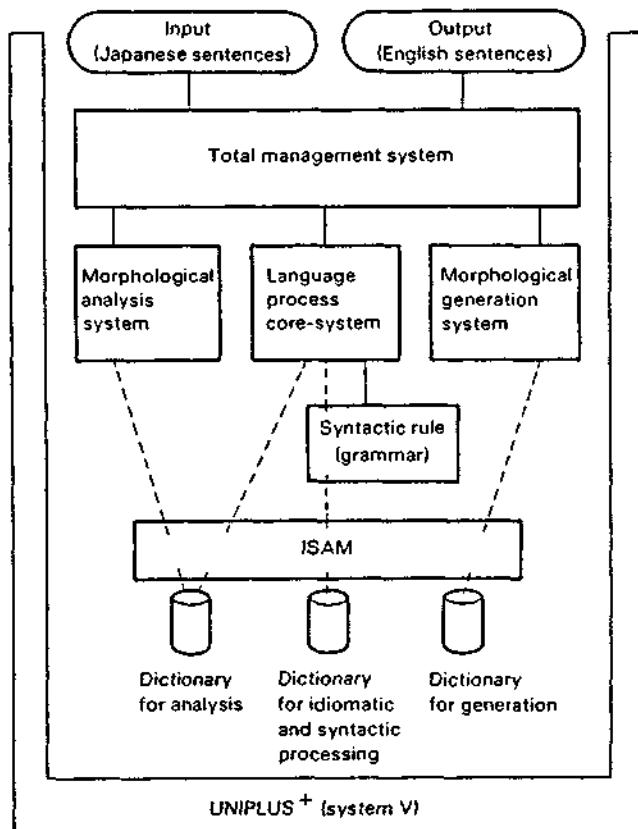 Input
(Japanese sentences)
Output
(English sentences)
Total management system
Morphological
analysis
system
Language
process
core-system
Morphological
generation
system
Syntactic rule
(grammar)
ISAM
Dictionary
for analysis
Dictionary
for idiomatic
and syntactic
processing
Dictionary
for generation
UNIPLUS+ (system V)